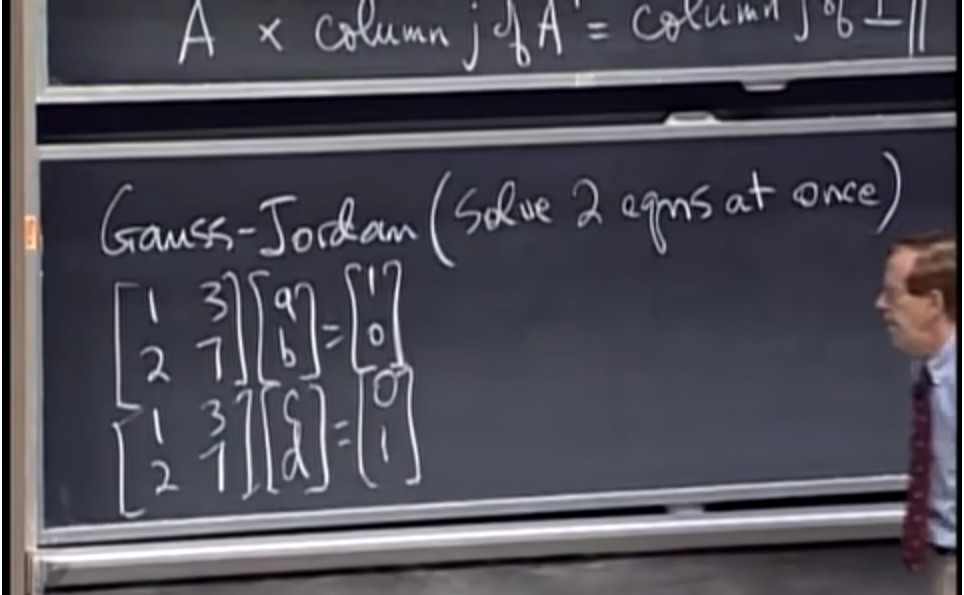 A × column j of A⁻¹ = column j of I
Gauss-Jordan (Solve 2 eqns at once)
[1 3; 2 7] [a; b] = [1; 0]
[1 3; 2 7] [c; d] = [0; 1]